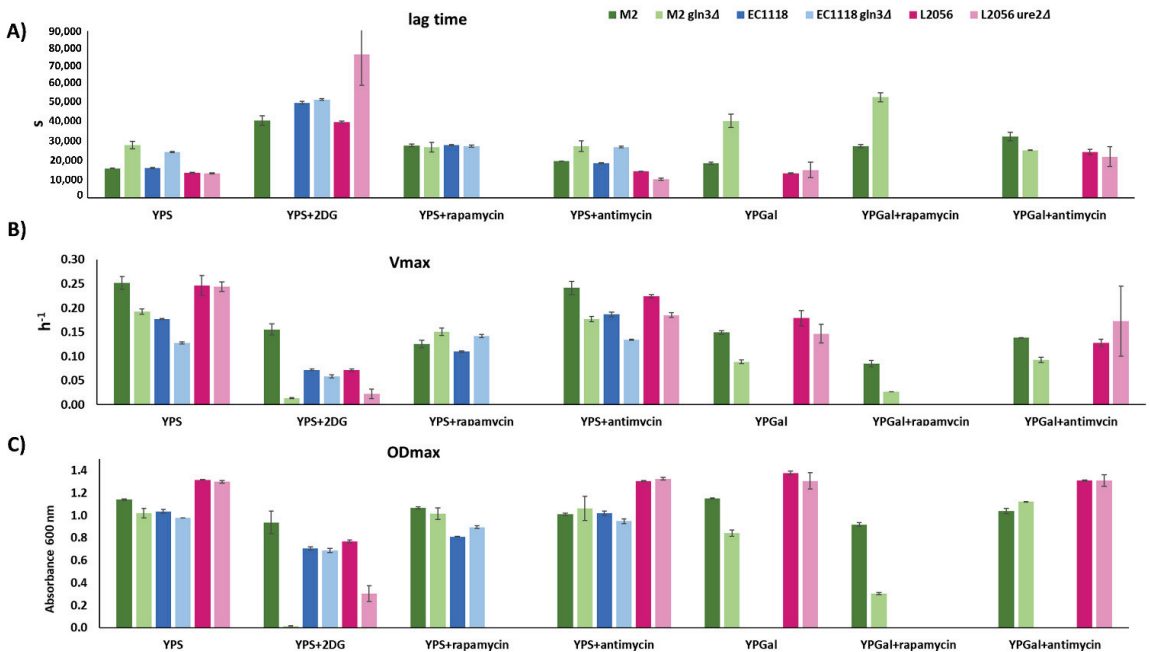 lag time
M2 M2 gln3Δ EC1118 EC1118 gln3Δ L2056 L2056 ure2Δ
A)
90,000
80,000
70,000
60,000
50,000
40,000
30,000
20,000
10,000
0
s
YPS YPS+2DG YPS+rapamycin YPS+antimycin YPGal YPGal+rapamycin YPGal+antimycin
B)
Vmax
0.30
0.25
0.20
0.15
0.10
0.05
0.00
h-1
YPS YPS+2DG YPS+rapamycin YPS+antimycin YPGal YPGal+rapamycin YPGal+antimycin
C)
ODmax
1.4
1.2
1.0
0.8
0.6
0.4
0.2
0.0
Absorbance 600 nm
YPS YPS+2DG YPS+rapamycin YPS+antimycin YPGal YPGal+rapamycin YPGal+antimycin